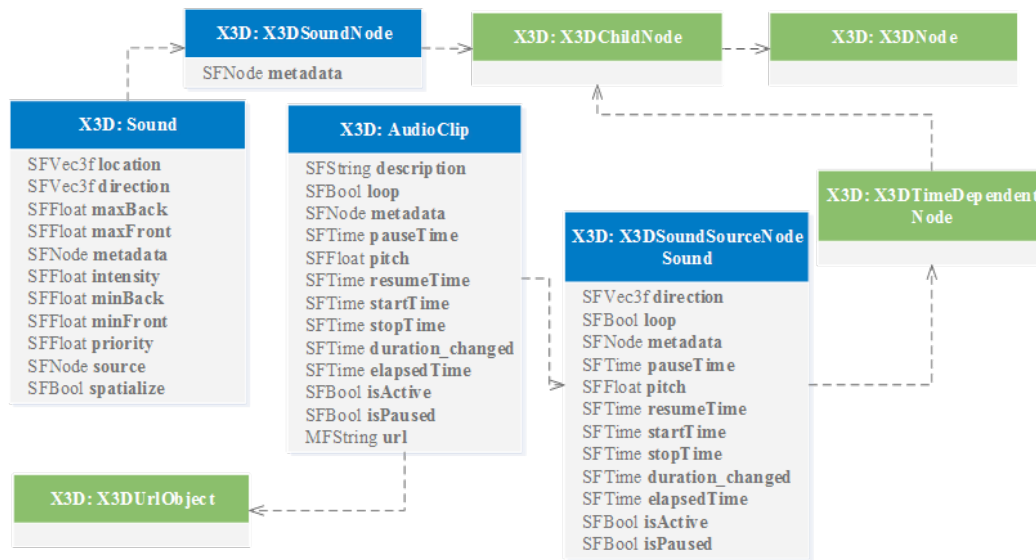 X3D: X3DSoundNode
SFNode metadata
X3D: X3DChildNode
X3D: X3DNode
X3D: Sound
SFVec3f location
SFVec3f direction
SFFloat maxBack
SFFloat maxFront
SFNode metadata
SFFloat intensity
SFFloat minBack
SFFloat minFront
SFFloat priority
SFNode source
SFBool spatialize
X3D: AudioClip
SFString description
SFBool loop
SFNode metadata
SFTime pauseTime
SFFloat pitch
SFTime resumeTime
SFTime startTime
SFTime stopTime
SFTime duration_changed
SFTime elapsedTime
SFBool isActive
SFBool isPaused
MFString url
X3D: X3DSoundSourceNode
Sound
SFVec3f direction
SFBool loop
SFNode metadata
SFTime pauseTime
SFFloat pitch
SFTime resumeTime
SFTime startTime
SFTime stopTime
SFTime duration_changed
SFTime elapsedTime
SFBool isActive
SFBool isPaused
X3D: X3DTimeDependent
Node
X3D: X3DUrlObject